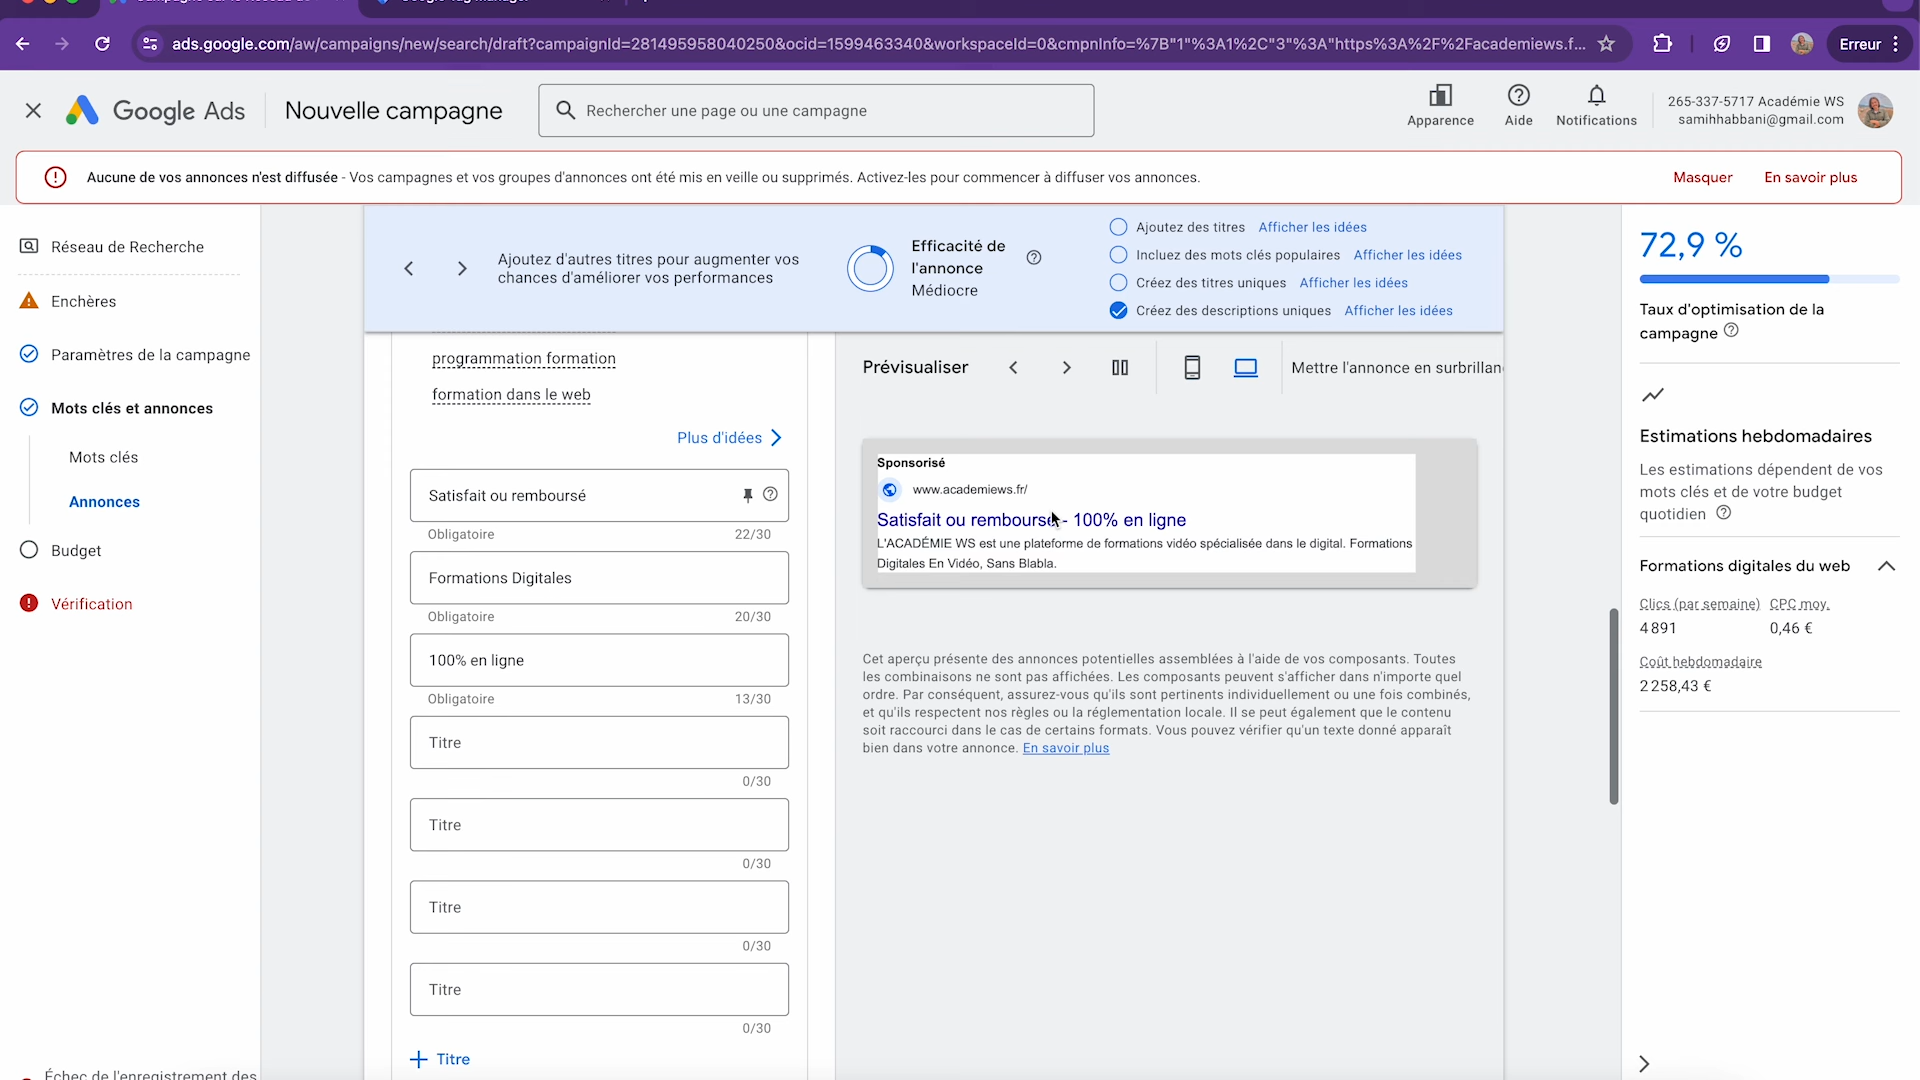 ads.google.com/aw/campaigns/new/search/draft?campaignId=281495958040250&ocid=1599463340&workspaceId=0&cmpnInfo=%7B"1"%3A1%2C"3"%3A"https%3A%2F%2Facademiews.f...
Erreur
Google Ads
Nouvelle campagne
Rechercher une page ou une campagne
Apparence
Aide
Notifications
265-337-5717 Académie WS
samihhabbani@gmail.com
Aucune de vos annonces n'est diffusée - Vos campagnes et vos groupes d'annonces ont été mis en veille ou supprimés. Activez-les pour commencer à diffuser vos annonces.
Masquer
En savoir plus
Réseau de Recherche
Enchères
Paramètres de la campagne
Mots clés et annonces
Mots clés
Annonces
Budget
Vérification
Échec de l'enregistrement des
Ajoutez d'autres titres pour augmenter vos
chances d'améliorer vos performances
Efficacité de
l'annonce
Médiocre
Ajoutez des titres Afficher les idées
Incluez des mots clés populaires Afficher les idées
Créez des titres uniques Afficher les idées
Créez des descriptions uniques Afficher les idées
programmation formation
formation dans le web
Plus d'idées
Satisfait ou remboursé
Obligatoire 22/30
Formations Digitales
Obligatoire 20/30
100% en ligne
Obligatoire 13/30
Titre
0/30
Titre
0/30
Titre
0/30
Titre
0/30
Titre
Prévisualiser
Mettre l'annonce en surbrillan
Sponsorisé
www.academiews.fr/
Satisfait ou remboursé - 100% en ligne
L'ACADÉMIE WS est une plateforme de formations vidéo spécialisée dans le digital. Formations
Digitales En Vidéo, Sans Blabla.
Cet aperçu présente des annonces potentielles assemblées à l'aide de vos composants. Toutes
les combinaisons ne sont pas affichées. Les composants peuvent s'afficher dans n'importe quel
ordre. Par conséquent, assurez-vous qu'ils sont pertinents individuellement ou une fois combinés,
et qu'ils respectent nos règles ou la réglementation locale. Il se peut également que le contenu
soit raccourci dans le cas de certains formats. Vous pouvez vérifier qu'un texte donné apparaît
bien dans votre annonce. En savoir plus
72,9 %
Taux d'optimisation de la
campagne
Estimations hebdomadaires
Les estimations dépendent de vos
mots clés et de votre budget
quotidien
Formations digitales du web
Clics (par semaine) CPC moy.
4 891 0,46 €
Coût hebdomadaire
2 258,43 €